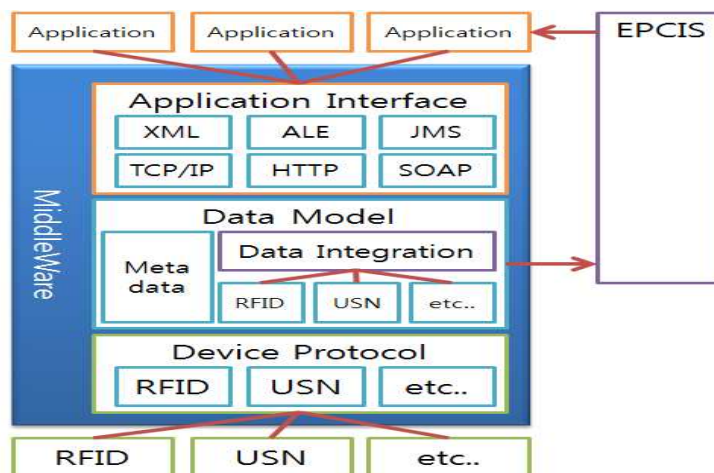 Application Application Application EPCIS
Application Interface
XML ALE JMS
TCP/IP HTTP SOAP
MiddleWare
Data Model
Meta
data
Data Integration
RFID USN etc..
Device Protocol
RFID USN etc..
RFID USN etc..